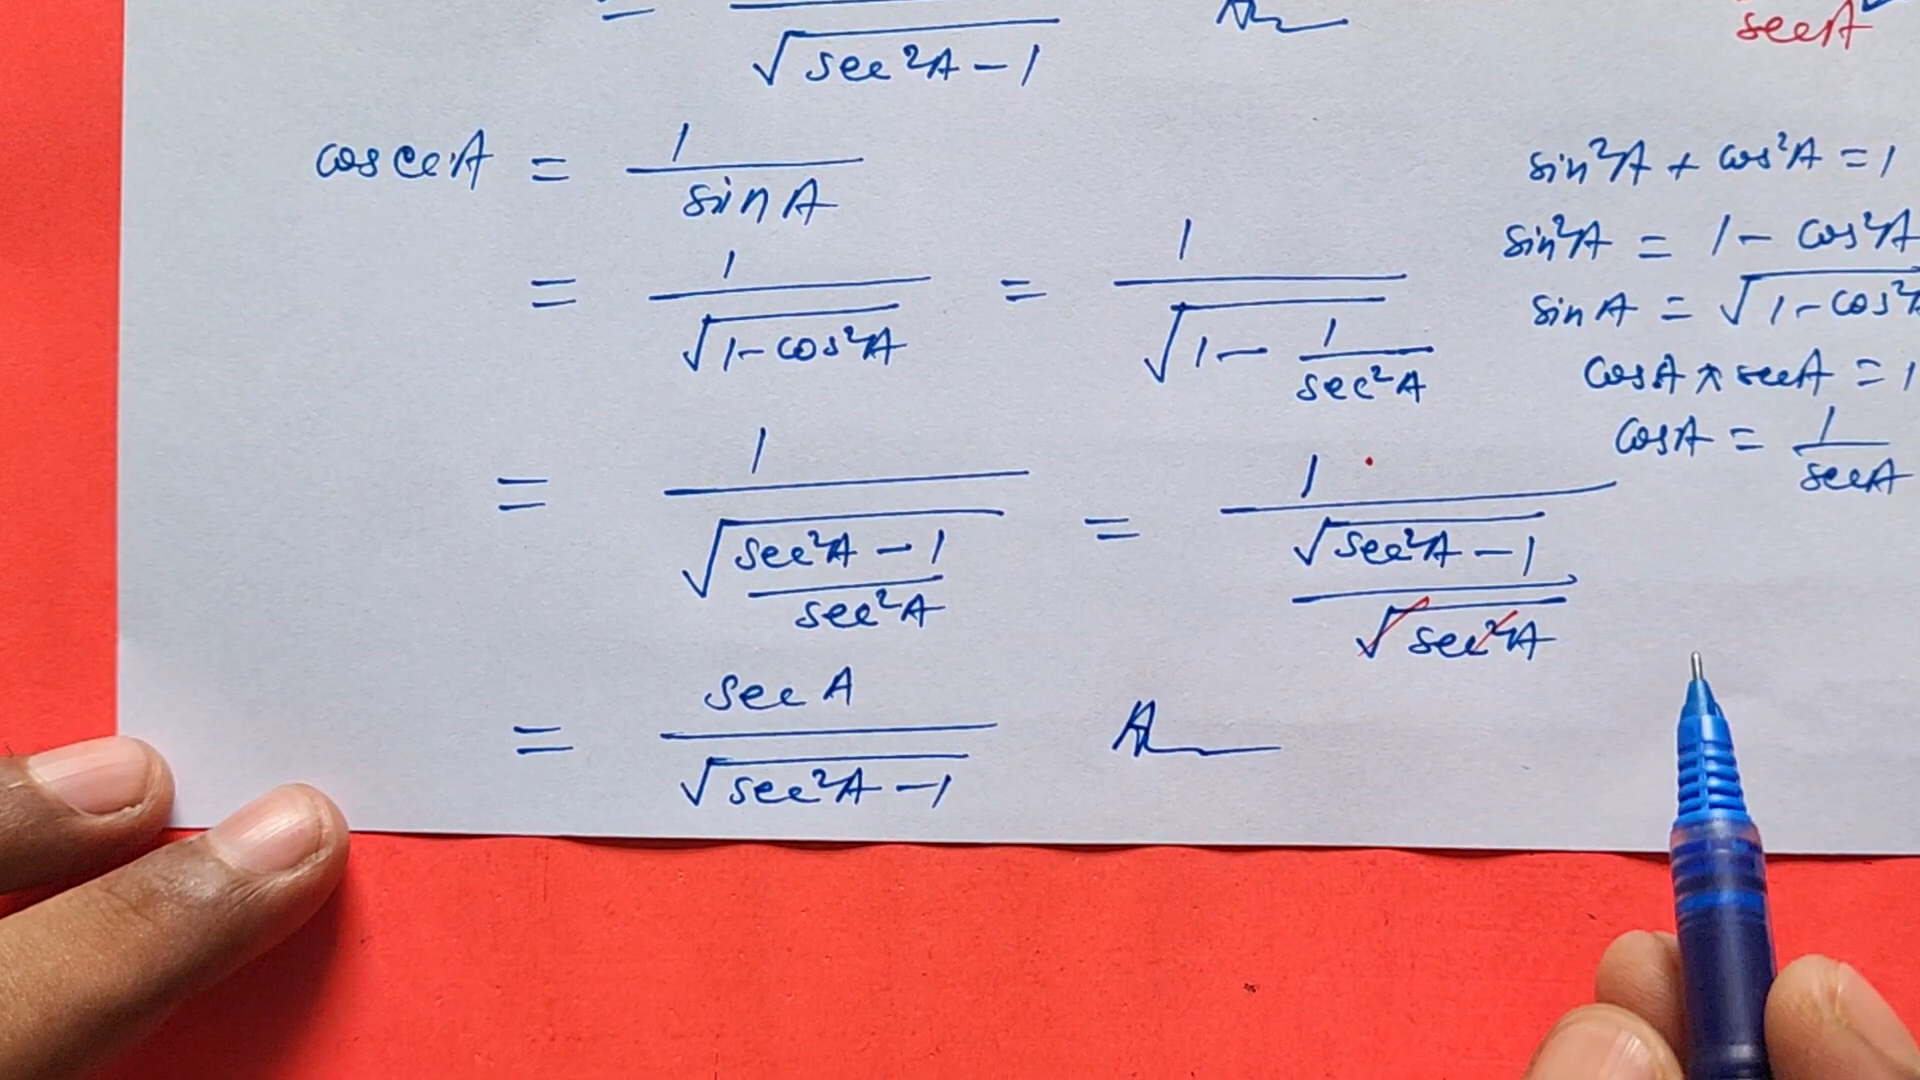 = √sec²A - 1
secA
cosecA = 1 / sinA
sin²A + cos²A = 1
= 1 / √1-cos²A = 1 / √1 - 1/sec²A
sin²A = 1 - cos²A
sinA = √1-cos²A
cosA × secA = 1
cosA = 1 / secA
= 1 / √(sec²A - 1 / sec²A) = 1 / (√sec²A - 1 / √sec²A)
= secA / √sec²A - 1